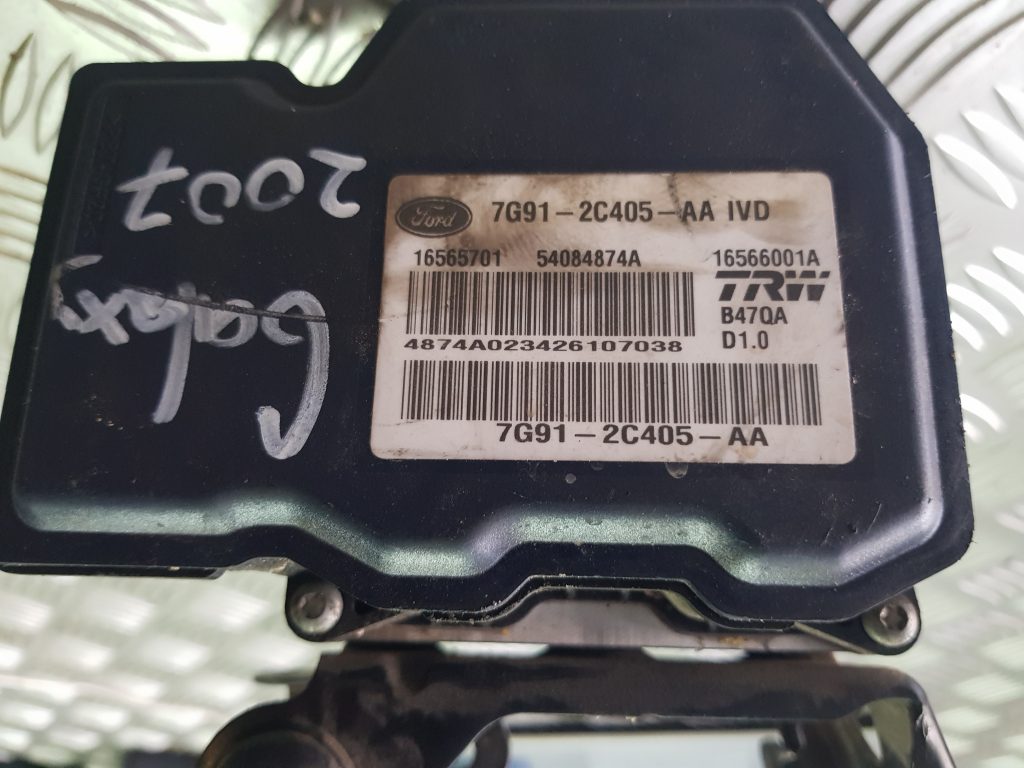 2007
Galaxy
Ford 7G91-2C405-AA IVD
16565701 54084874A 16566001A
TRW
B47QA
4874A023426107038 D1.0
7G91-2C405-AA